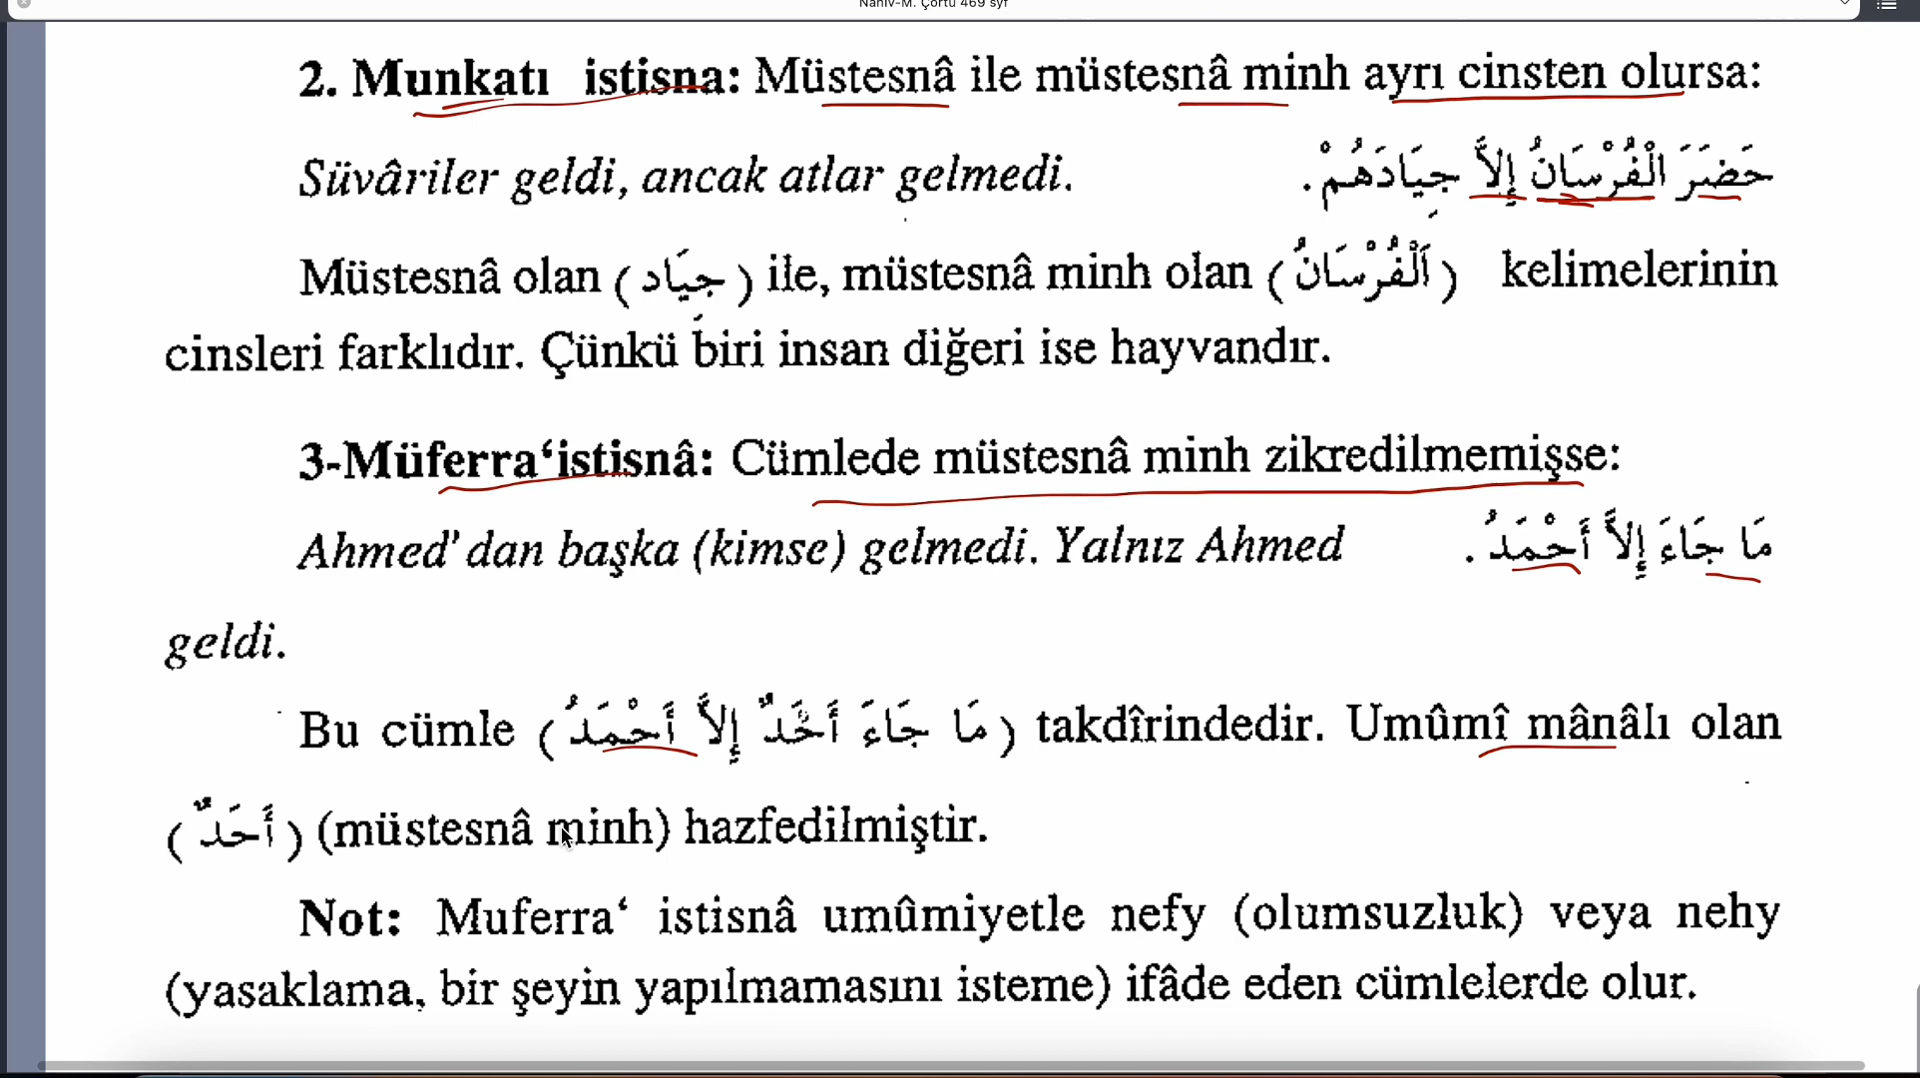 Nahiv-M. Çörtü 469 syf
2. Munkatı istisna: Müstesnâ ile müstesnâ minh ayrı cinsten olursa:
Süvâriler geldi, ancak atlar gelmedi. حَضَرَ الْفُرْسَانُ إِلاَّ جِيَادَهُمْ .
Müstesnâ olan ( جِيَاد ) ile, müstesnâ minh olan ( اَلْفُرْسَانُ ) kelimelerinin
cinsleri farklıdır. Çünkü biri insan diğeri ise hayvandır.
3-Müferra‘istisnâ: Cümlede müstesnâ minh zikredilmemişse:
Ahmed’dan başka (kimse) gelmedi. Yalnız Ahmed مَا جَاءَ إِلاَّ أَحْمَدُ .
geldi.
Bu cümle ( مَا جَاءَ أَحَدٌ إِلاَّ أَحْمَدُ ) takdîrindedir. Umûmî mânâlı olan
( أَحَدٌ ) (müstesnâ minh) hazfedilmiştir.
Not: Muferra‘ istisnâ umûmiyetle nefy (olumsuzluk) veya nehy
(yasaklama, bir şeyin yapılmamasını isteme) ifâde eden cümlelerde olur.